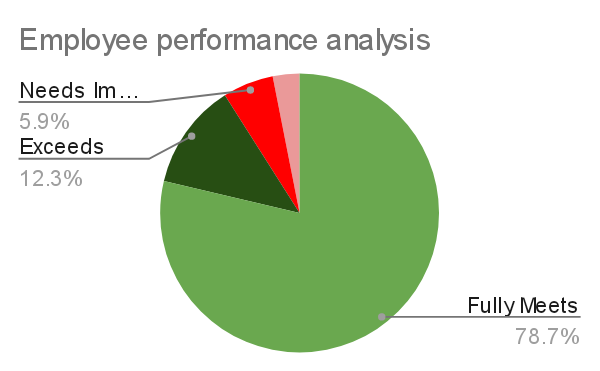 Employee performance analysis
Needs Im...
5.9%
Exceeds
12.3%
Fully Meets
78.7%